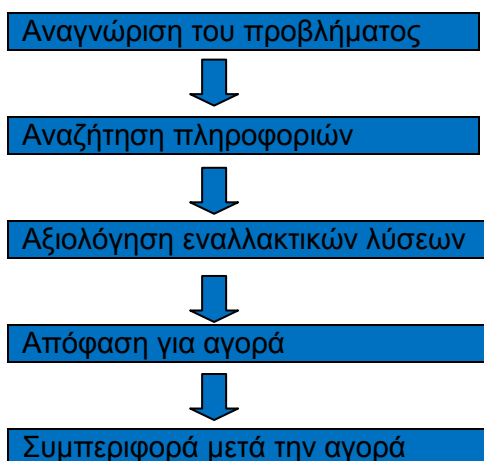 Αναγνώριση του προβλήματος
Αναζήτηση πληροφοριών
Αξιολόγηση εναλλακτικών λύσεων
Απόφαση για αγορά
Συμπεριφορά μετά την αγορά